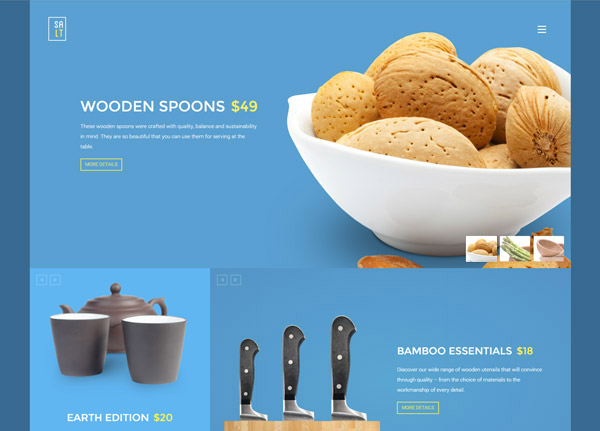 SA
LT
WOODEN SPOONS $49
These wooden spoons were crafted with quality, balance and sustainability
in mind. They are so beautiful that you can use them for serving at the
table.
MORE DETAILS
EARTH EDITION $20
BAMBOO ESSENTIALS $18
Discover our wide range of wooden utensils that will convince
through quality – from the choice of materials to the
workmanship of every detail.
MORE DETAILS